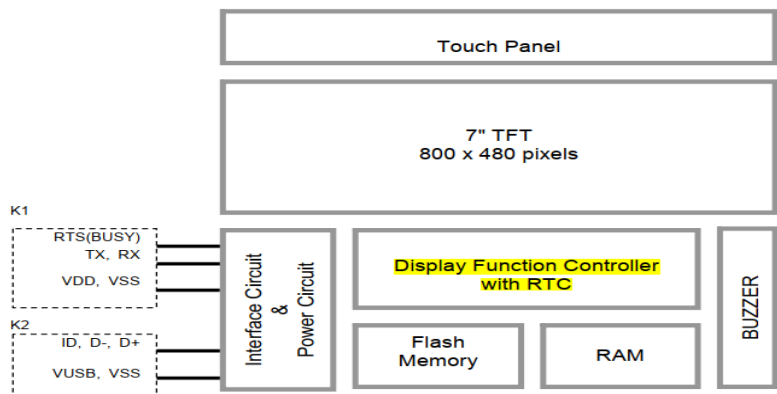 Touch Panel
7" TFT
800 x 480 pixels
K1
RTS(BUSY)
TX, RX
VDD, VSS
K2
ID, D-, D+
VUSB, VSS
Interface Circuit
&
Power Circuit
Display Function Controller
with RTC
Flash
Memory
RAM
BUZZER